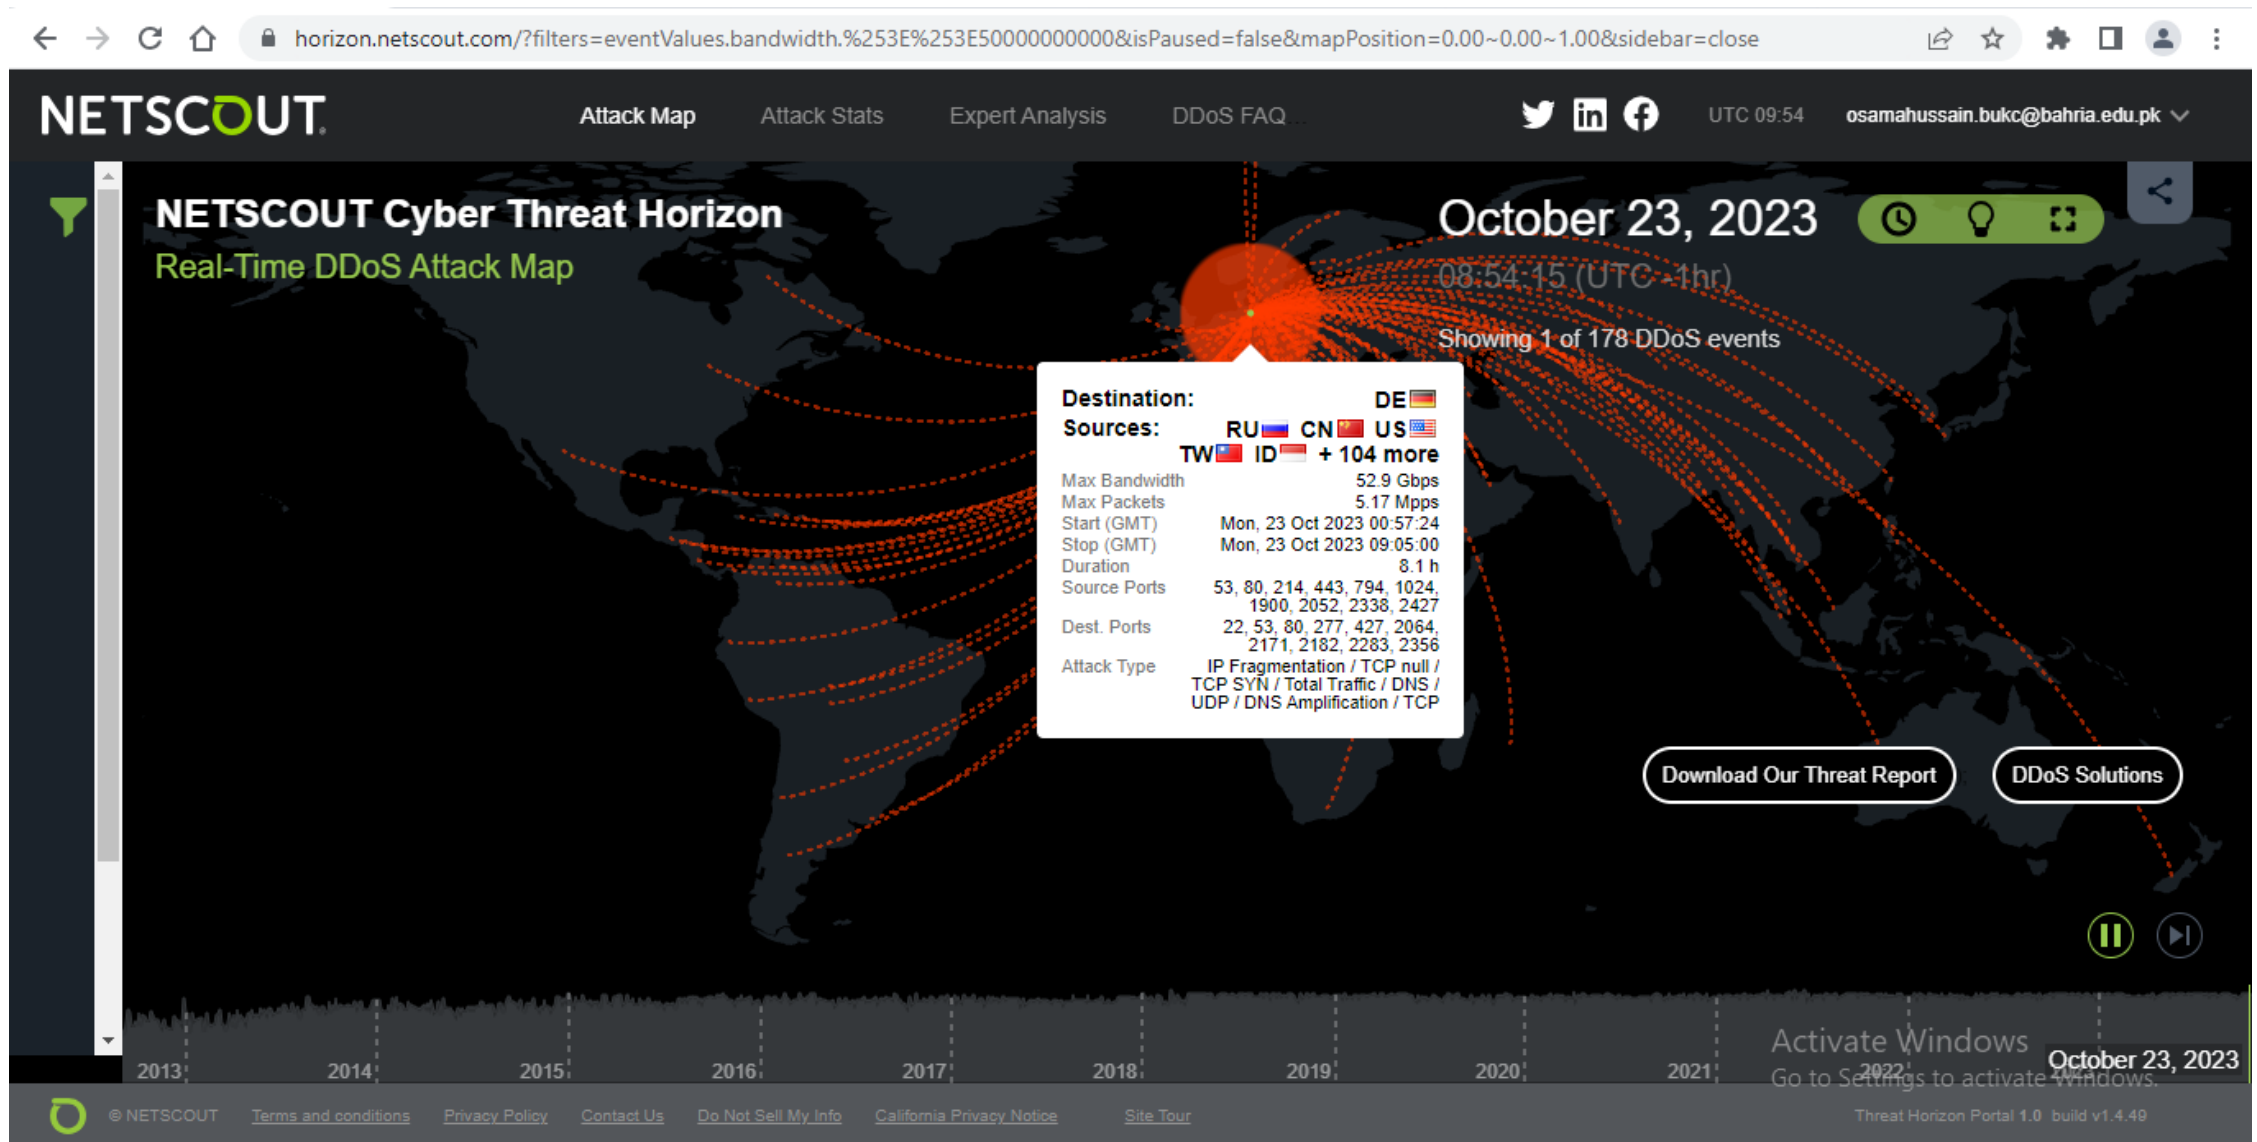 horizon.netscout.com/?filters=eventValues.bandwidth.%253E%253E50000000000&isPaused=false&mapPosition=0.00~0.00~1.00&sidebar=close
NETSCOUT.
Attack Map
Attack Stats
Expert Analysis
DDoS FAQ...
UTC 09:54
osamahussain.bukc@bahria.edu.pk
NETSCOUT Cyber Threat Horizon
Real-Time DDoS Attack Map
October 23, 2023
08:54:15 (UTC -1hr)
Showing 1 of 178 DDoS events
Destination: DE
Sources: RU CN US
TW ID + 104 more
Max Bandwidth 52.9 Gbps
Max Packets 5.17 Mpps
Start (GMT) Mon, 23 Oct 2023 00:57:24
Stop (GMT) Mon, 23 Oct 2023 09:05:00
Duration 8.1 h
Source Ports 53, 80, 214, 443, 794, 1024,
1900, 2052, 2338, 2427
Dest. Ports 22, 53, 80, 277, 427, 2064,
2171, 2182, 2283, 2356
Attack Type IP Fragmentation / TCP null /
TCP SYN / Total Traffic / DNS /
UDP / DNS Amplification / TCP
Download Our Threat Report
DDoS Solutions
2013 2014 2015 2016 2017 2018 2019 2020 2021 2022 2023
October 23, 2023
Activate Windows
Go to Settings to activate Windows.
© NETSCOUT
Terms and conditions
Privacy Policy
Contact Us
Do Not Sell My Info
California Privacy Notice
Site Tour
Threat Horizon Portal 1.0 build v1.4.49